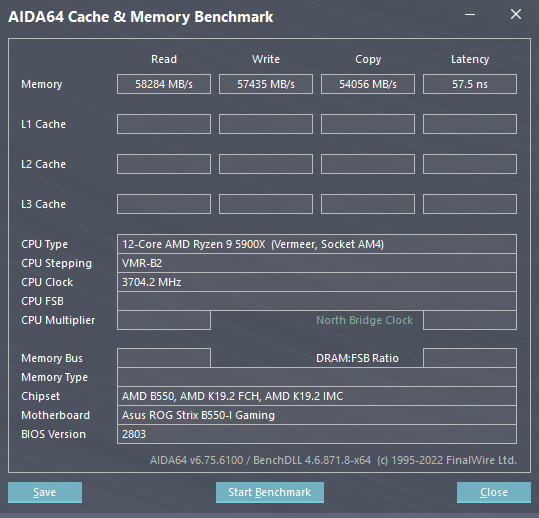 AIDA64 Cache & Memory Benchmark
Read Write Copy Latency
Memory 58284 MB/s 57435 MB/s 54056 MB/s 57.5 ns
L1 Cache
L2 Cache
L3 Cache
CPU Type 12-Core AMD Ryzen 9 5900X (Vermeer, Socket AM4)
CPU Stepping VMR-B2
CPU Clock 3704.2 MHz
CPU FSB
CPU Multiplier North Bridge Clock
Memory Bus DRAM:FSB Ratio
Memory Type
Chipset AMD B550, AMD K19.2 FCH, AMD K19.2 IMC
Motherboard Asus ROG Strix B550-I Gaming
BIOS Version 2803
AIDA64 v6.75.6100 / BenchDLL 4.6.871.8-x64 (c) 1995-2022 FinalWire Ltd.
Save Start Benchmark Close